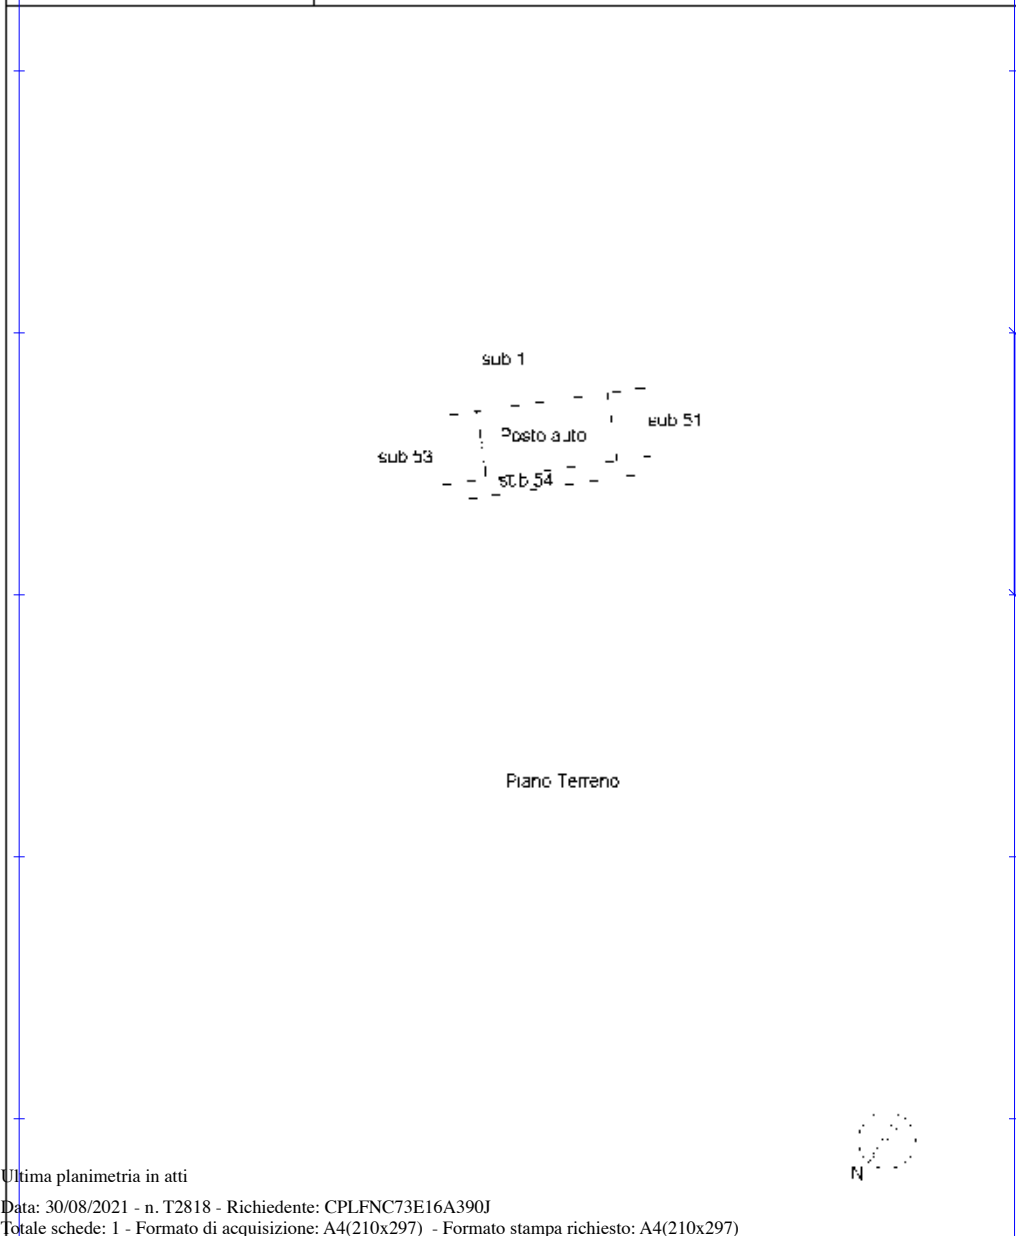 sub 1
sub 51
Posto auto
sub 53
sub 54
Piano Terreno
N
Ultima planimetria in atti
Data: 30/08/2021 - n. T2818 - Richiedente: CPLFNC73E16A390J
Totale schede: 1 - Formato di acquisizione: A4(210x297) - Formato stampa richiesto: A4(210x297)